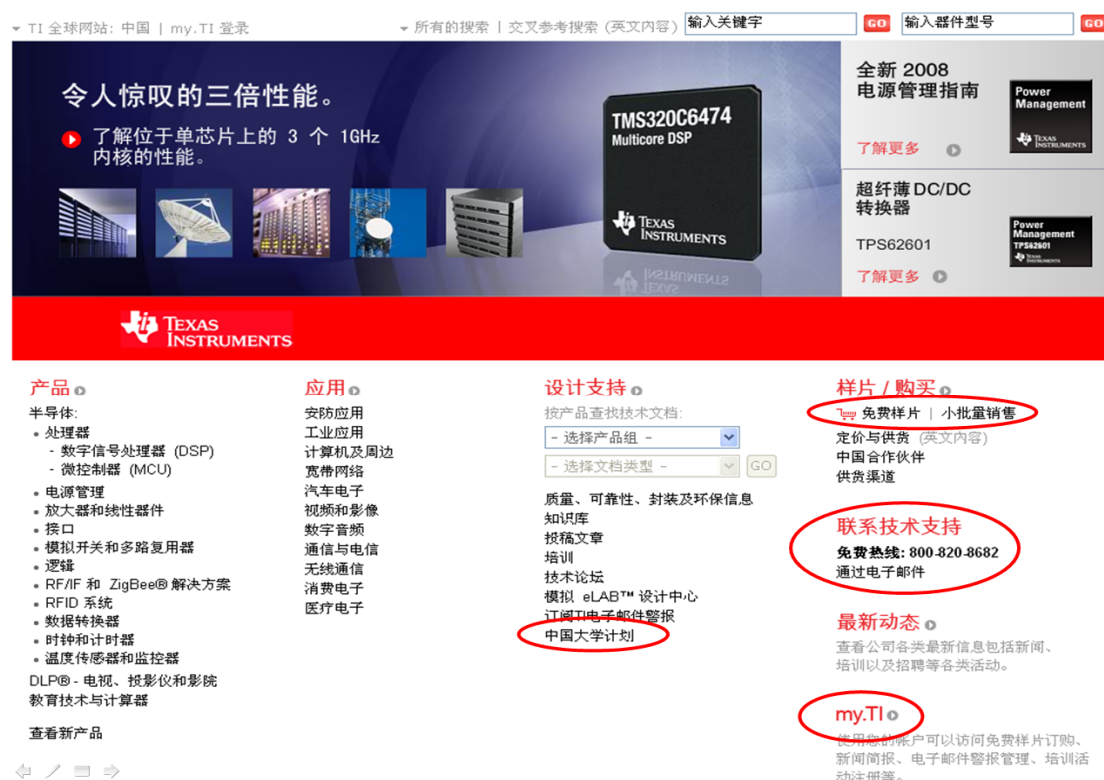 TI 全球网站: 中国 | my.TI 登录
所有的搜索 | 交叉参考搜索 (英文内容)
输入关键字
GO
输入器件型号
GO
令人惊叹的三倍性能。
了解位于单芯片上的 3 个 1GHz
内核的性能。
TMS320C6474
Multicore DSP
TEXAS
INSTRUMENTS
全新 2008
电源管理指南
了解更多
Power
Management
TEXAS
INSTRUMENTS
超纤薄DC/DC
转换器
TPS62601
了解更多
Power
Management
TPS62601
TEXAS
INSTRUMENTS
TEXAS
INSTRUMENTS
产品
半导体:
处理器
- 数字信号处理器 (DSP)
- 微控制器 (MCU)
电源管理
放大器和线性器件
接口
模拟开关和多路复用器
逻辑
RF/IF 和 ZigBee® 解决方案
RFID 系统
数据转换器
时钟和计时器
温度传感器和监控器
DLP® - 电视、投影仪和影院
教育技术与计算器
查看新产品
应用
安防应用
工业应用
计算机及周边
宽带网络
汽车电子
视频和影像
数字音频
通信与电信
无线通信
消费电子
医疗电子
设计支持
按产品查找技术文档:
- 选择产品组 -
- 选择文档类型 -
GO
质量、可靠性、封装及环保信息
知识库
投稿文章
培训
技术论坛
模拟 eLAB™ 设计中心
订阅TI电子邮件警报
中国大学计划
样片 / 购买
免费样片 | 小批量销售
定价与供货 (英文内容)
中国合作伙伴
供货渠道
联系技术支持
免费热线: 800-820-8682
通过电子邮件
最新动态
查看公司各类最新信息包括新闻、
培训以及招聘等各类活动。
my.TI
使用您的帐户可以访问免费样片订购、
新闻简报、电子邮件警报管理、培训活
动注册等。